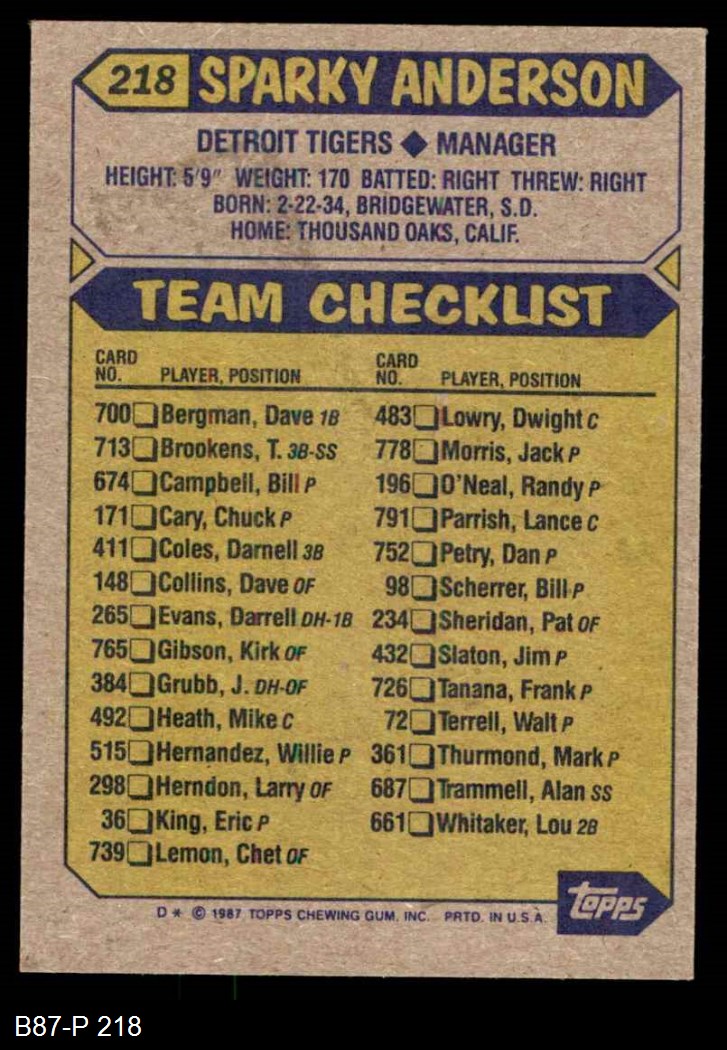 218 SPARKY ANDERSON
DETROIT TIGERS ◆ MANAGER
HEIGHT: 5'9" WEIGHT: 170 BATTED: RIGHT THREW: RIGHT
BORN: 2-22-34, BRIDGEWATER, S.D.
HOME: THOUSAND OAKS, CALIF.
TEAM CHECKLIST
CARD
NO. PLAYER, POSITION
700 Bergman, Dave 1B
713 Brookens, T. 3B-SS
674 Campbell, Bill P
171 Cary, Chuck P
411 Coles, Darnell 3B
148 Collins, Dave OF
265 Evans, Darrell DH-1B
765 Gibson, Kirk OF
384 Grubb, J. DH-OF
492 Heath, Mike C
515 Hernandez, Willie P
298 Herndon, Larry OF
36 King, Eric P
739 Lemon, Chet OF
CARD
NO. PLAYER, POSITION
483 Lowry, Dwight C
778 Morris, Jack P
196 O'Neal, Randy P
791 Parrish, Lance C
752 Petry, Dan P
98 Scherrer, Bill P
234 Sheridan, Pat OF
432 Slaton, Jim P
726 Tanana, Frank P
72 Terrell, Walt P
361 Thurmond, Mark P
687 Trammell, Alan SS
661 Whitaker, Lou 2B
D * © 1987 TOPPS CHEWING GUM, INC. PRTD. IN U.S.A.
topps
B87-P 218